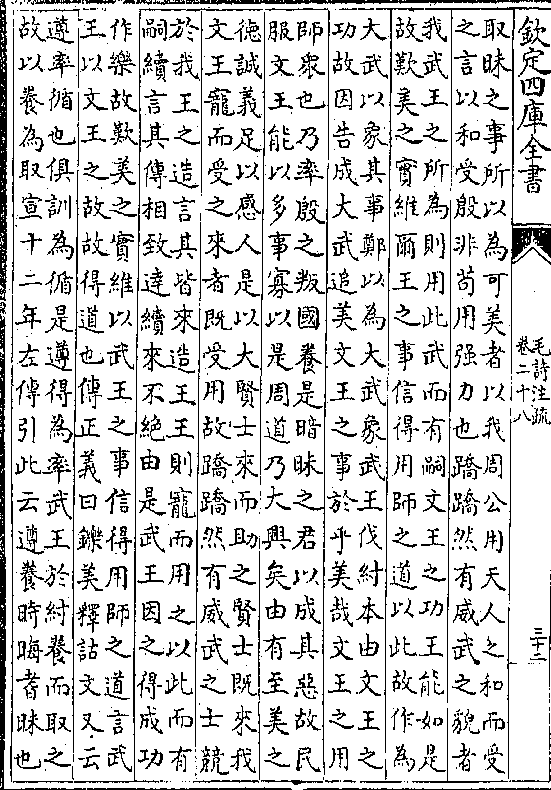 欽定四庫全書
毛詩注疏
卷二十八
三十二
取昧之事所以為可美者以我周公用天人之和而受
之言以和受殷非苟用强力也蹻蹻然有威武之貌者
我武王之所為則用此武而有嗣文王之功王能如是
故歎美之實維爾王之事信得用師之道以此故作為
大武以象其事鄭以為大武象武王伐紂本由文王之
功故因告成大武追美文王之事於乎美哉文王之用
師衆也乃率殷之叛國養是暗昧之君以成其惡故民
服文王能以多事寡以是周道乃大興矣由有至美之
德誠義足以感人是以大賢士來而助之賢士既來我
文王寵而受之來者既受用故蹻蹻然有威武之士競
於我王之造言其皆來造王王則寵而用之以此而有
嗣續言其傳相致達續來不絕由是武王因之得成功
作樂故歎美之實維以武王之事信得用師之道言武
王以文王之故故得道也傳正義曰鑠美釋詁文又云
遵率循也俱訓為循是遵得為率武王於紂養而取之
故以養為取宣十二年左傳引此云遵養時晦耆昧也